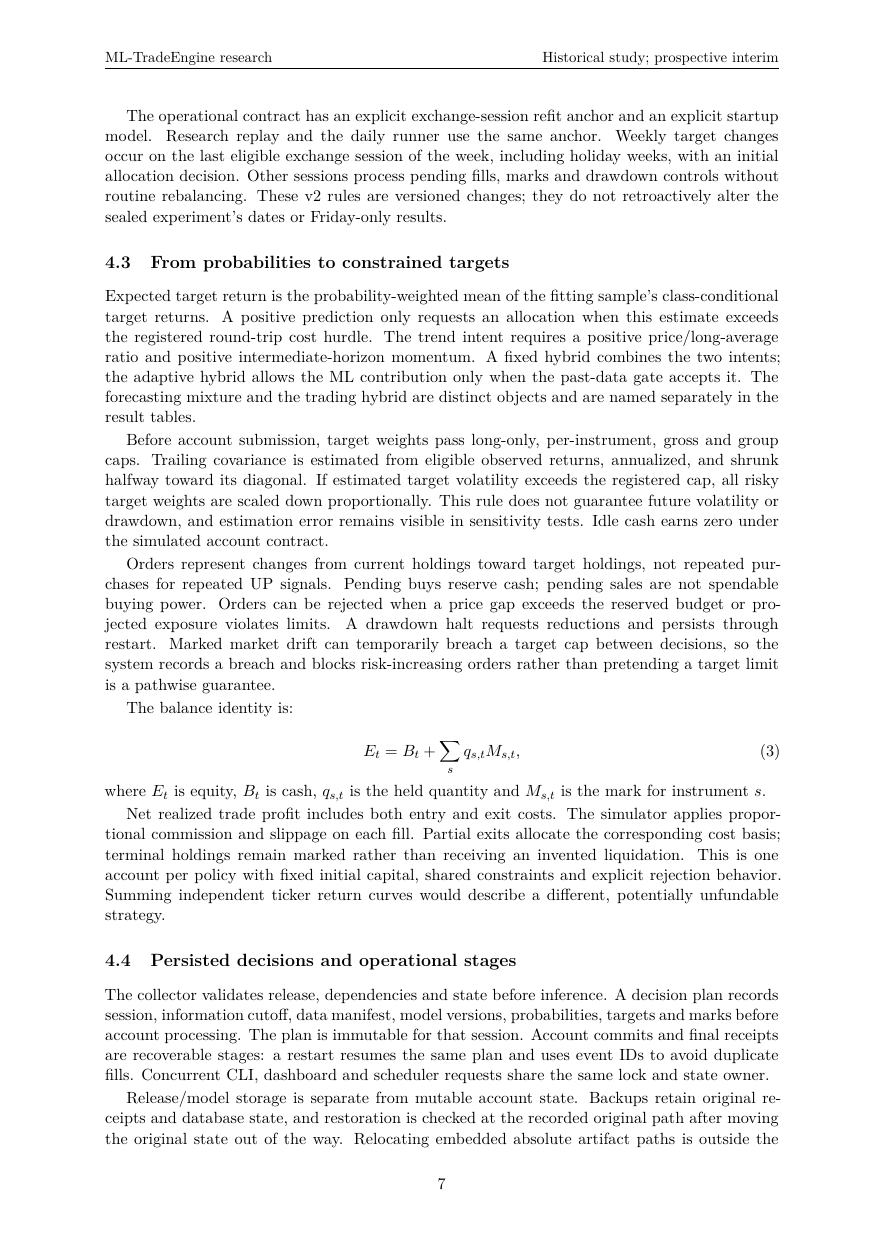 ML-TradeEngine research Historical study; prospective interim
The operational contract has an explicit exchange-session refit anchor and an explicit startup
model. Research replay and the daily runner use the same anchor. Weekly target changes
occur on the last eligible exchange session of the week, including holiday weeks, with an initial
allocation decision. Other sessions process pending fills, marks and drawdown controls without
routine rebalancing. These v2 rules are versioned changes; they do not retroactively alter the
sealed experiment's dates or Friday-only results.
4.3 From probabilities to constrained targets
Expected target return is the probability-weighted mean of the fitting sample's class-conditional
target returns. A positive prediction only requests an allocation when this estimate exceeds
the registered round-trip cost hurdle. The trend intent requires a positive price/long-average
ratio and positive intermediate-horizon momentum. A fixed hybrid combines the two intents;
the adaptive hybrid allows the ML contribution only when the past-data gate accepts it. The
forecasting mixture and the trading hybrid are distinct objects and are named separately in the
result tables.
Before account submission, target weights pass long-only, per-instrument, gross and group
caps. Trailing covariance is estimated from eligible observed returns, annualized, and shrunk
halfway toward its diagonal. If estimated target volatility exceeds the registered cap, all risky
target weights are scaled down proportionally. This rule does not guarantee future volatility or
drawdown, and estimation error remains visible in sensitivity tests. Idle cash earns zero under
the simulated account contract.
Orders represent changes from current holdings toward target holdings, not repeated pur-
chases for repeated UP signals. Pending buys reserve cash; pending sales are not spendable
buying power. Orders can be rejected when a price gap exceeds the reserved budget or pro-
jected exposure violates limits. A drawdown halt requests reductions and persists through
restart. Marked market drift can temporarily breach a target cap between decisions, so the
system records a breach and blocks risk-increasing orders rather than pretending a target limit
is a pathwise guarantee.
The balance identity is:
E_t = B_t + ∑_s q_{s,t} M_{s,t}, (3)
where E_t is equity, B_t is cash, q_{s,t} is the held quantity and M_{s,t} is the mark for instrument s.
Net realized trade profit includes both entry and exit costs. The simulator applies propor-
tional commission and slippage on each fill. Partial exits allocate the corresponding cost basis;
terminal holdings remain marked rather than receiving an invented liquidation. This is one
account per policy with fixed initial capital, shared constraints and explicit rejection behavior.
Summing independent ticker return curves would describe a different, potentially unfundable
strategy.
4.4 Persisted decisions and operational stages
The collector validates release, dependencies and state before inference. A decision plan records
session, information cutoff, data manifest, model versions, probabilities, targets and marks before
account processing. The plan is immutable for that session. Account commits and final receipts
are recoverable stages: a restart resumes the same plan and uses event IDs to avoid duplicate
fills. Concurrent CLI, dashboard and scheduler requests share the same lock and state owner.
Release/model storage is separate from mutable account state. Backups retain original re-
ceipts and database state, and restoration is checked at the recorded original path after moving
the original state out of the way. Relocating embedded absolute artifact paths is outside the
7